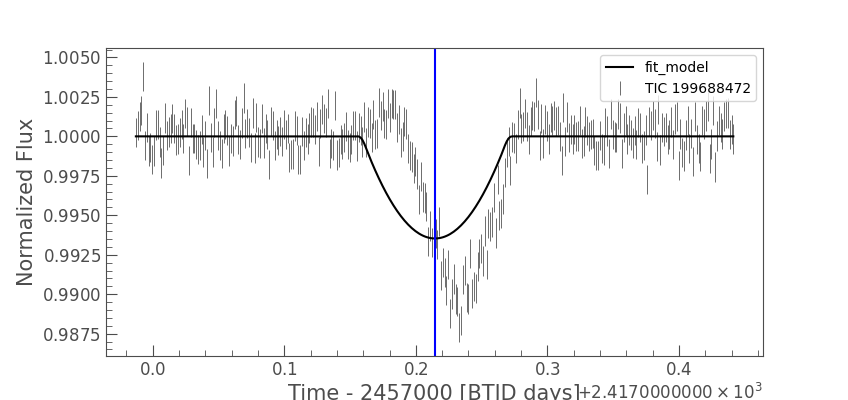 1.0050
1.0025
1.0000
0.9975
0.9950
0.9925
0.9900
0.9875
Normalized Flux
fit_model
TIC 199688472
0.0 0.1 0.2 0.3 0.4
Time - 2457000 [BTJD days]
+2.4170000000 × 10³